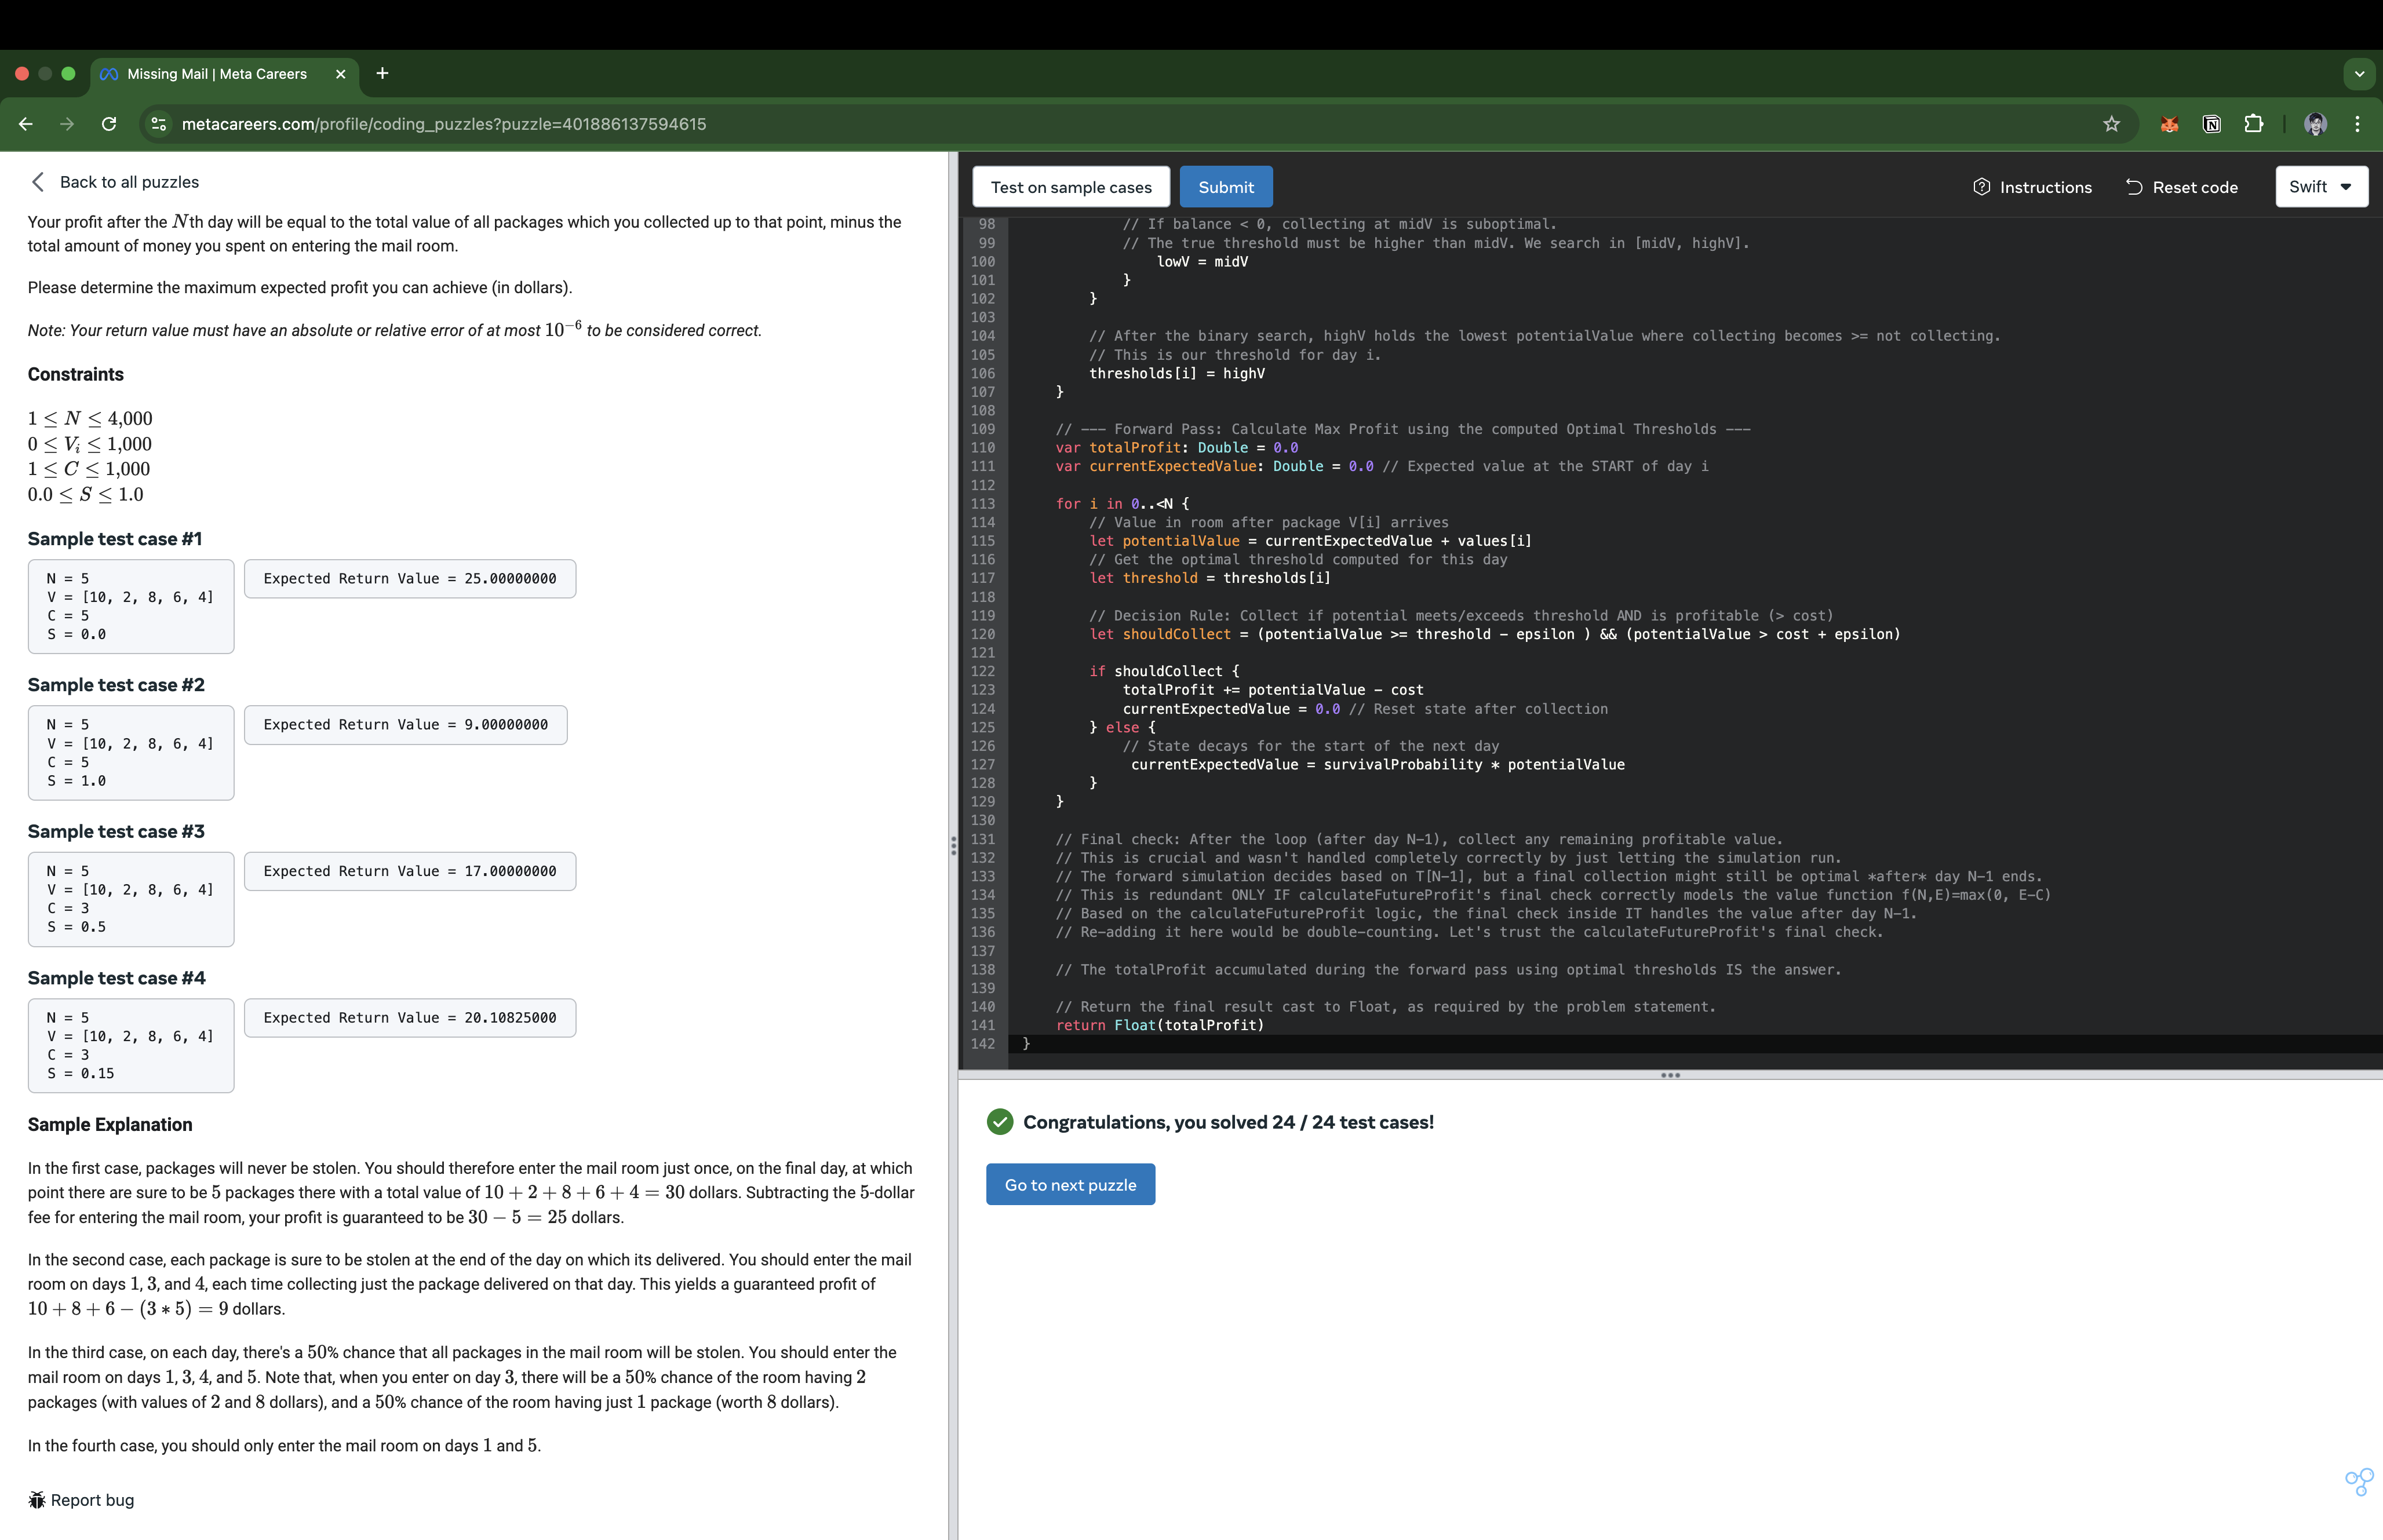 Missing Mail | Meta Careers
metacareers.com/profile/coding_puzzles?puzzle=401886137594615
Back to all puzzles
Your profit after the Nth day will be equal to the total value of all packages which you collected up to that point, minus the
total amount of money you spent on entering the mail room.
Please determine the maximum expected profit you can achieve (in dollars).
Note: Your return value must have an absolute or relative error of at most 10⁻⁶ to be considered correct.
Constraints
1 ≤ N ≤ 4,000
0 ≤ Vᵢ ≤ 1,000
1 ≤ C ≤ 1,000
0.0 ≤ S ≤ 1.0
Sample test case #1
N = 5
V = [10, 2, 8, 6, 4]
C = 5
S = 0.0
Expected Return Value = 25.00000000
Sample test case #2
N = 5
V = [10, 2, 8, 6, 4]
C = 5
S = 1.0
Expected Return Value = 9.00000000
Sample test case #3
N = 5
V = [10, 2, 8, 6, 4]
C = 3
S = 0.5
Expected Return Value = 17.00000000
Sample test case #4
N = 5
V = [10, 2, 8, 6, 4]
C = 3
S = 0.15
Expected Return Value = 20.10825000
Sample Explanation
In the first case, packages will never be stolen. You should therefore enter the mail room just once, on the final day, at which
point there are sure to be 5 packages there with a total value of 10 + 2 + 8 + 6 + 4 = 30 dollars. Subtracting the 5-dollar
fee for entering the mail room, your profit is guaranteed to be 30 − 5 = 25 dollars.
In the second case, each package is sure to be stolen at the end of the day on which its delivered. You should enter the mail
room on days 1, 3, and 4, each time collecting just the package delivered on that day. This yields a guaranteed profit of
10 + 8 + 6 − (3 ∗ 5) = 9 dollars.
In the third case, on each day, there's a 50% chance that all packages in the mail room will be stolen. You should enter the
mail room on days 1, 3, 4, and 5. Note that, when you enter on day 3, there will be a 50% chance of the room having 2
packages (with values of 2 and 8 dollars), and a 50% chance of the room having just 1 package (worth 8 dollars).
In the fourth case, you should only enter the mail room on days 1 and 5.
Report bug
Test on sample cases
Submit
Instructions
Reset code
Swift
98 // If balance < 0, collecting at midV is suboptimal.
99 // The true threshold must be higher than midV. We search in [midV, highV].
100 lowV = midV
101 }
102 }
103
104 // After the binary search, highV holds the lowest potentialValue where collecting becomes >= not collecting.
105 // This is our threshold for day i.
106 thresholds[i] = highV
107 }
108
109 // --- Forward Pass: Calculate Max Profit using the computed Optimal Thresholds ---
110 var totalProfit: Double = 0.0
111 var currentExpectedValue: Double = 0.0 // Expected value at the START of day i
112
113 for i in 0..<N {
114 // Value in room after package V[i] arrives
115 let potentialValue = currentExpectedValue + values[i]
116 // Get the optimal threshold computed for this day
117 let threshold = thresholds[i]
118
119 // Decision Rule: Collect if potential meets/exceeds threshold AND is profitable (> cost)
120 let shouldCollect = (potentialValue >= threshold - epsilon ) && (potentialValue > cost + epsilon)
121
122 if shouldCollect {
123 totalProfit += potentialValue - cost
124 currentExpectedValue = 0.0 // Reset state after collection
125 } else {
126 // State decays for the start of the next day
127 currentExpectedValue = survivalProbability * potentialValue
128 }
129 }
130
131 // Final check: After the loop (after day N-1), collect any remaining profitable value.
132 // This is crucial and wasn't handled completely correctly by just letting the simulation run.
133 // The forward simulation decides based on T[N-1], but a final collection might still be optimal *after* day N-1 ends.
134 // This is redundant ONLY IF calculateFutureProfit's final check correctly models the value function f(N,E)=max(0, E-C)
135 // Based on the calculateFutureProfit logic, the final check inside IT handles the value after day N-1.
136 // Re-adding it here would be double-counting. Let's trust the calculateFutureProfit's final check.
137
138 // The totalProfit accumulated during the forward pass using optimal thresholds IS the answer.
139
140 // Return the final result cast to Float, as required by the problem statement.
141 return Float(totalProfit)
142 }
Congratulations, you solved 24 / 24 test cases!
Go to next puzzle